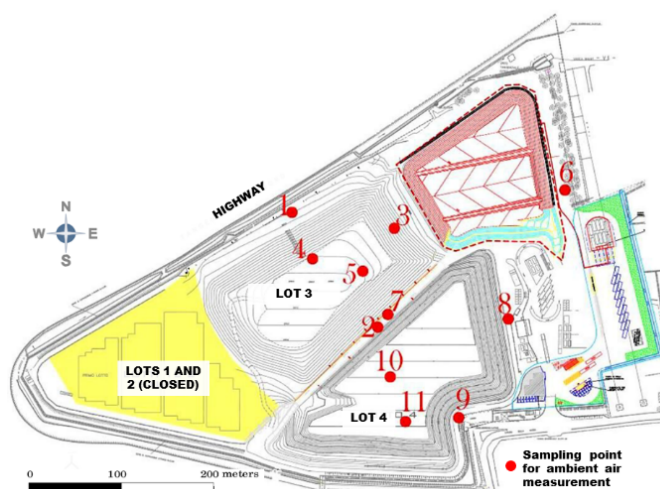 HIGHWAY
N
W
E
S
1
3
6
4
5
LOT 3
7
2
8
LOTS 1 AND
2 (CLOSED)
10
LOT 4
11
9
0
100
200 meters
Sampling point
for ambient air
measurement